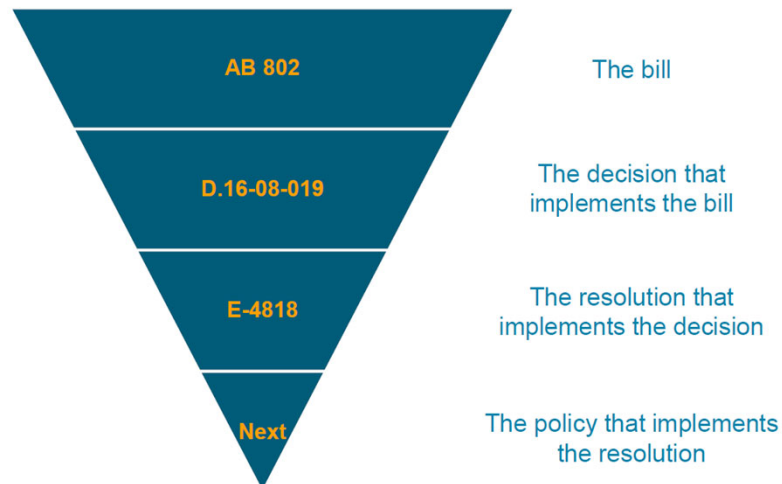 AB 802
The bill
D.16-08-019
The decision that
implements the bill
E-4818
The resolution that
implements the decision
Next
The policy that implements
the resolution